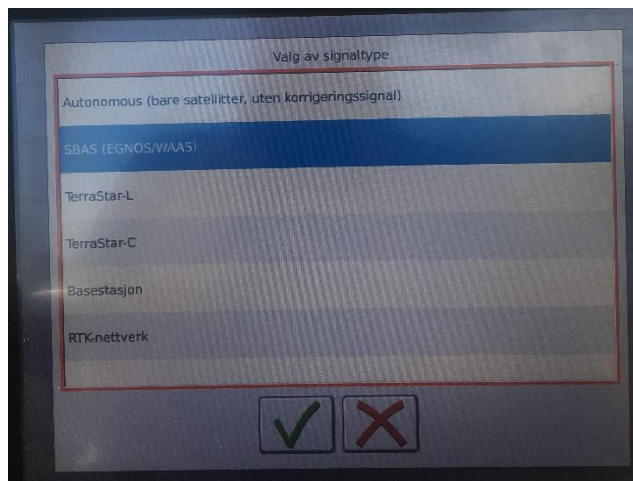 Valg av signaltype
Autonomous (bare satellitter, uten korrigeringssignal)
SBAS (EGNOS/WAAS)
TerraStar-L
TerraStar-C
Basestasjon
RTK-nettverk